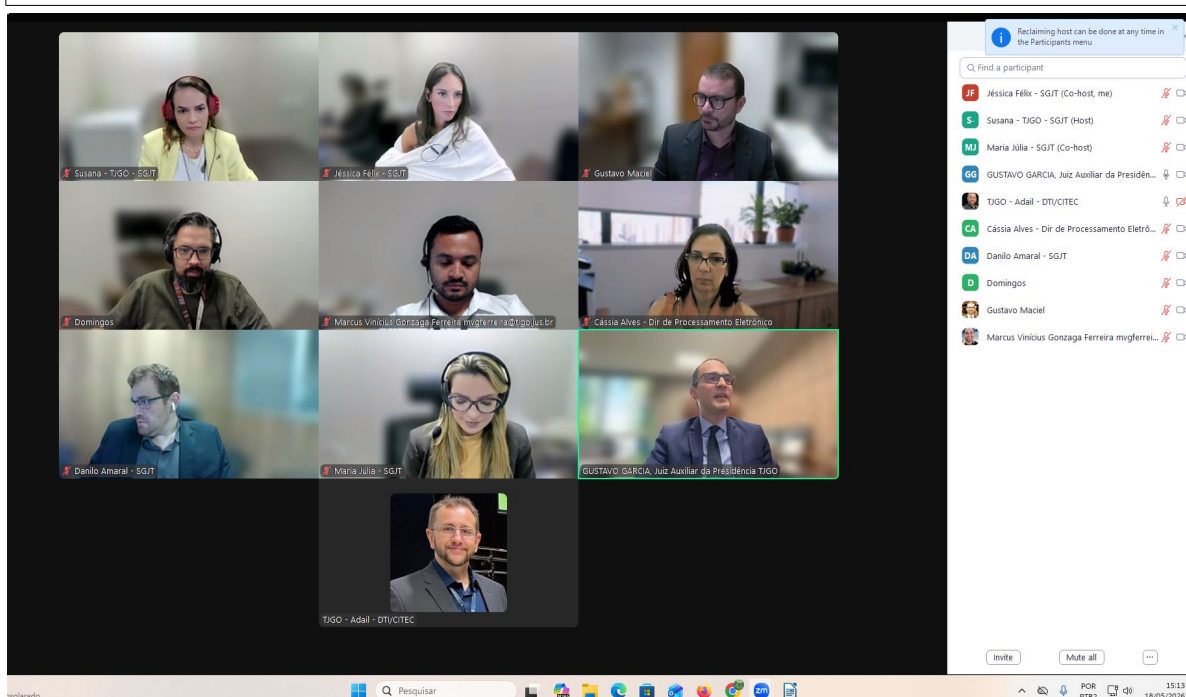 Reclaiming host can be done at any time in
the Participants menu
Find a participant
JF Jéssica Félix - SGJT (Co-host, me)
S- Susana - TJGO - SGJT (Host)
MJ Maria Júlia - SGJT (Co-host)
GG GUSTAVO GARCIA, Juiz Auxiliar da Presidên...
TJGO - Adail - DTI/CITEC
CA Cássia Alves - Dir de Processamento Eletrô...
DA Danilo Amaral - SGJT
D Domingos
Gustavo Maciel
Marcus Vinícius Gonzaga Ferreira mvgferrei...
Susana - TJGO - SGJT
Jéssica Félix - SGJT
Gustavo Maciel
Domingos
Marcus Vinícius Gonzaga Ferreira mvgferreira@tjgo.jus.br
Cássia Alves - Dir de Processamento Eletrônico
Danilo Amaral - SGJT
Maria Júlia - SGJT
GUSTAVO GARCIA, Juiz Auxiliar da Presidência TJGO
TJGO - Adail - DTI/CITEC
Invite
Mute all
Pesquisar
zm
POR
PTB2
15:13
18/05/2026